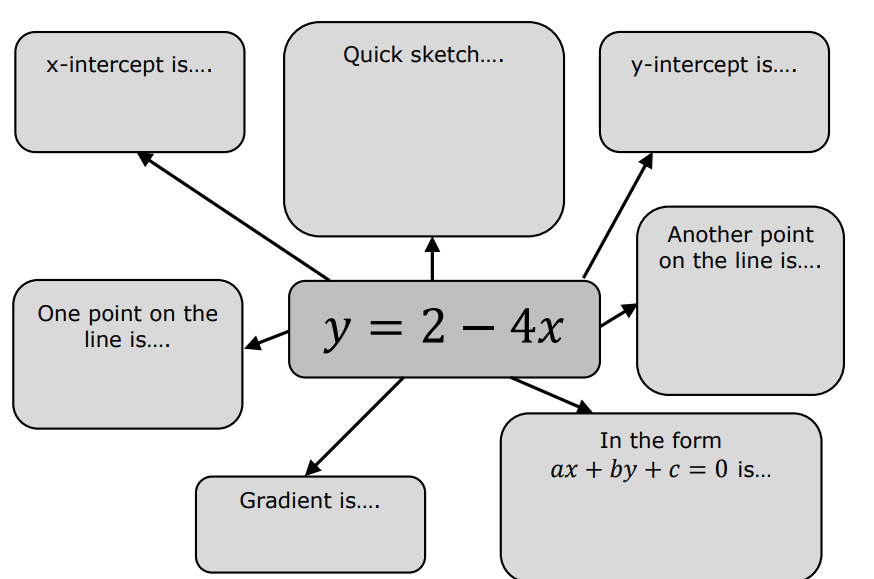 x-intercept is….
Quick sketch….
y-intercept is….
Another point
on the line is….
One point on the
line is….
y = 2 − 4x
In the form
ax + by + c = 0 is…
Gradient is….